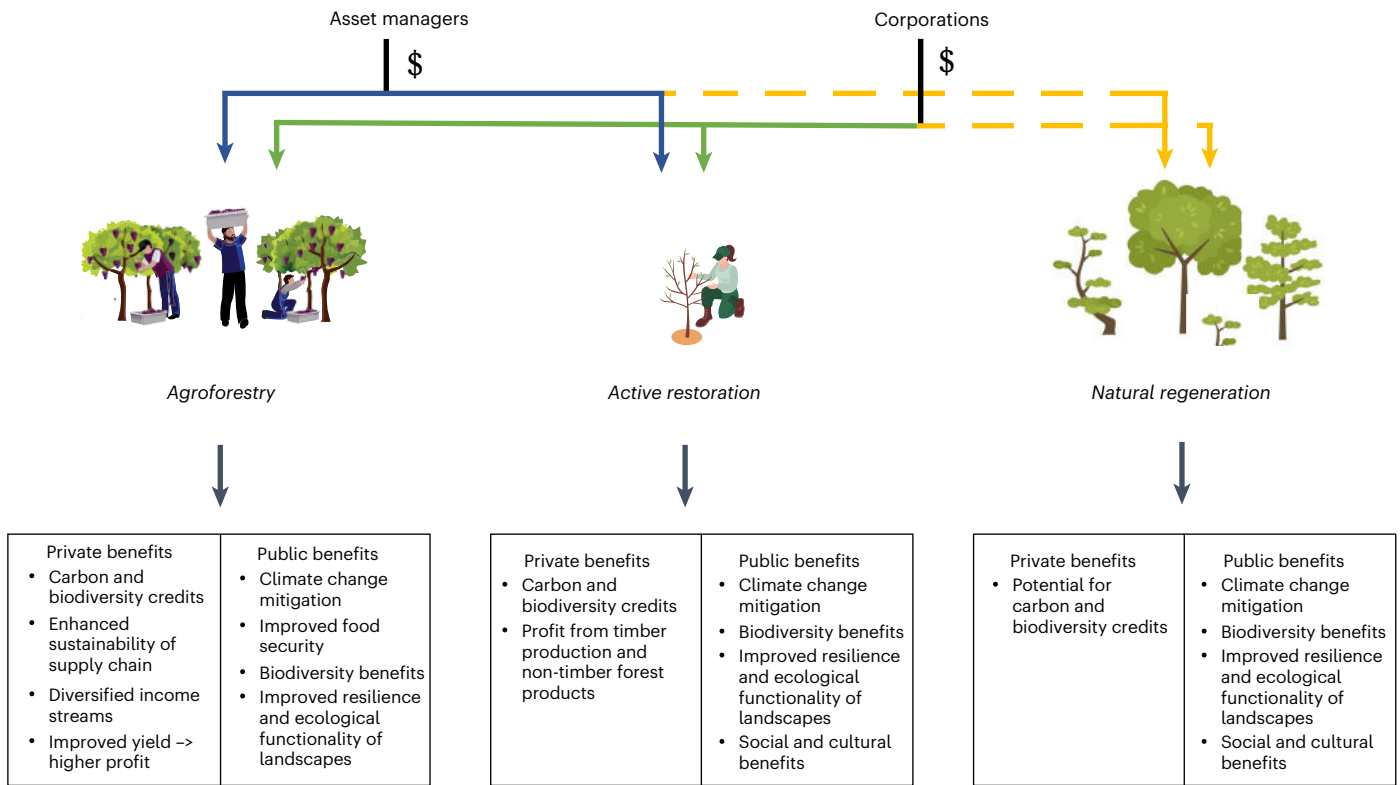 Asset managers
Corporations
$
$
Agroforestry
Active restoration
Natural regeneration
Private benefits
• Carbon and
biodiversity credits
• Enhanced
sustainability of
supply chain
• Diversified income
streams
• Improved yield –>
higher profit
Public benefits
• Climate change
mitigation
• Improved food
security
• Biodiversity benefits
• Improved resilience
and ecological
functionality of
landscapes
Private benefits
• Carbon and
biodiversity credits
• Profit from timber
production and
non-timber forest
products
Public benefits
• Climate change
mitigation
• Biodiversity benefits
• Improved resilience
and ecological
functionality of
landscapes
• Social and cultural
benefits
Private benefits
• Potential for
carbon and
biodiversity credits
Public benefits
• Climate change
mitigation
• Biodiversity benefits
• Improved resilience
and ecological
functionality of
landscapes
• Social and cultural
benefits